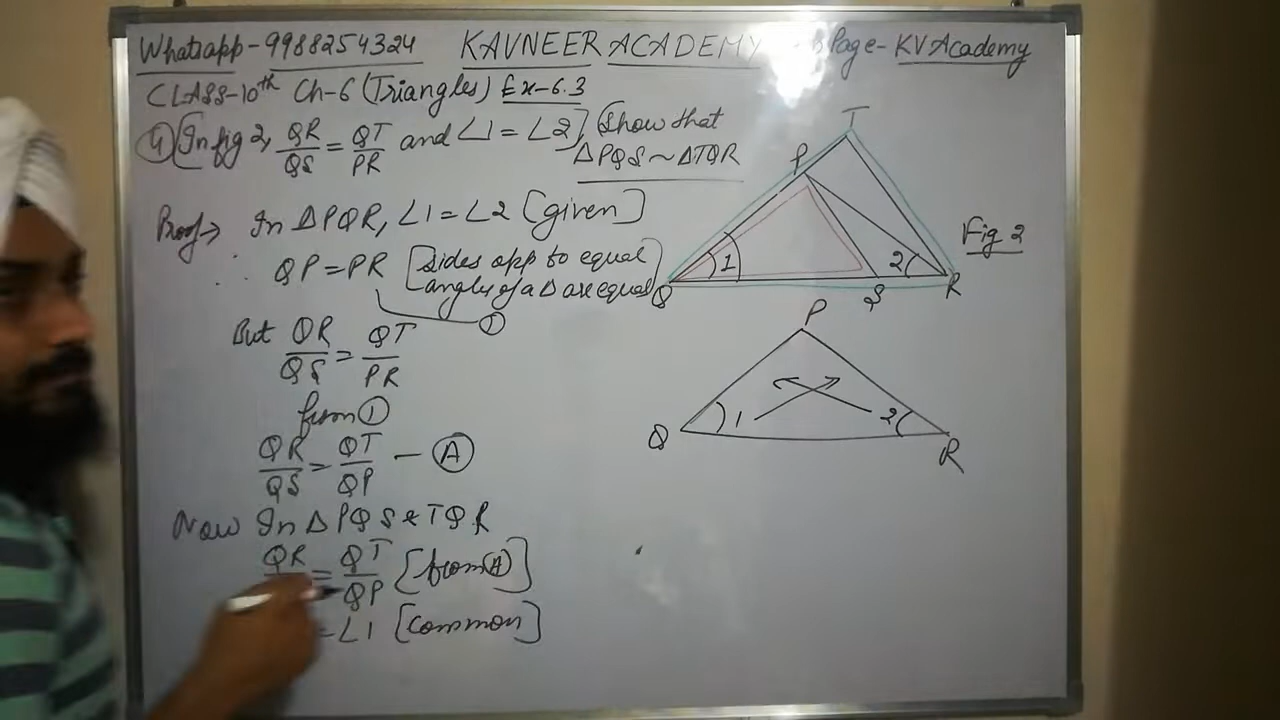 Whatsapp-9988254324 KAVNEER ACADEMY Page-KVAcademy
CLASS-10th Ch-6 (Triangles) Ex-6.3
4 [In fig 2, QR/QS = QT/PR and ∠1 = ∠2], [Show that
ΔPQS ~ ΔTQR
Proof→ In ΔPQR, ∠1 = ∠2 [given]
∴ QP = PR [Sides opp to equal
angles of a Δ are equal]
①
But QR/QS = QT/PR
from ①
QR/QS = QT/QP — Ⓐ
Now In ΔPQS & TQR
QR = QT/QP [from Ⓐ]
= ∠1 [common]
T
P
1
2
Q
S
R
Fig 2
P
1
2
Q
R